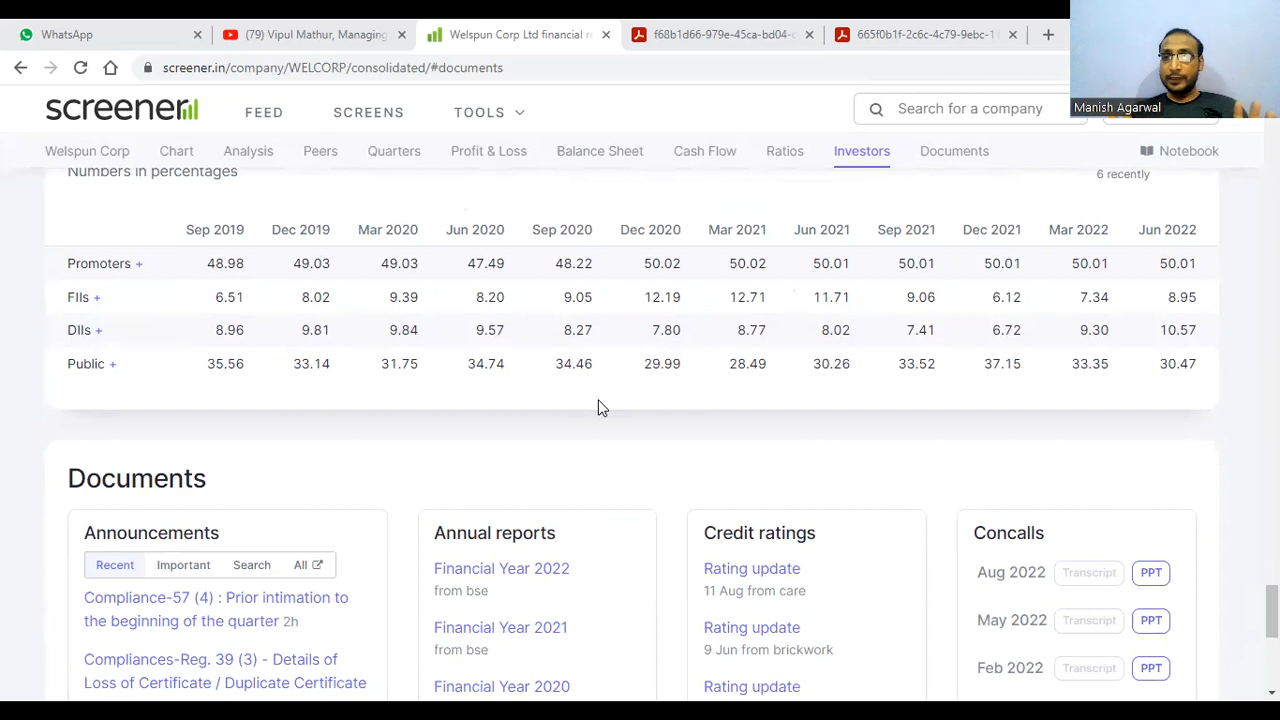 WhatsApp
(79) Vipul Mathur, Managing
Welspun Corp Ltd financial re
f68b1d66-979e-45ca-bd04-c
665f0b1f-2c6c-4c79-9ebc-1
screener.in/company/WELCORP/consolidated/#documents
Manish Agarwal
screener
FEED
SCREENS
TOOLS
Search for a company
Welspun Corp
Chart
Analysis
Peers
Quarters
Profit & Loss
Balance Sheet
Cash Flow
Ratios
Investors
Documents
Notebook
Numbers in percentages
6 recently
Sep 2019 Dec 2019 Mar 2020 Jun 2020 Sep 2020 Dec 2020 Mar 2021 Jun 2021 Sep 2021 Dec 2021 Mar 2022 Jun 2022
Promoters + 48.98 49.03 49.03 47.49 48.22 50.02 50.02 50.01 50.01 50.01 50.01 50.01
FIIs + 6.51 8.02 9.39 8.20 9.05 12.19 12.71 11.71 9.06 6.12 7.34 8.95
DIIs + 8.96 9.81 9.84 9.57 8.27 7.80 8.77 8.02 7.41 6.72 9.30 10.57
Public + 35.56 33.14 31.75 34.74 34.46 29.99 28.49 30.26 33.52 37.15 33.35 30.47
Documents
Announcements
Recent Important Search All
Compliance-57 (4) : Prior intimation to
the beginning of the quarter 2h
Compliances-Reg. 39 (3) - Details of
Loss of Certificate / Duplicate Certificate
Annual reports
Financial Year 2022
from bse
Financial Year 2021
from bse
Financial Year 2020
Credit ratings
Rating update
11 Aug from care
Rating update
9 Jun from brickwork
Rating update
Concalls
Aug 2022 Transcript PPT
May 2022 Transcript PPT
Feb 2022 Transcript PPT